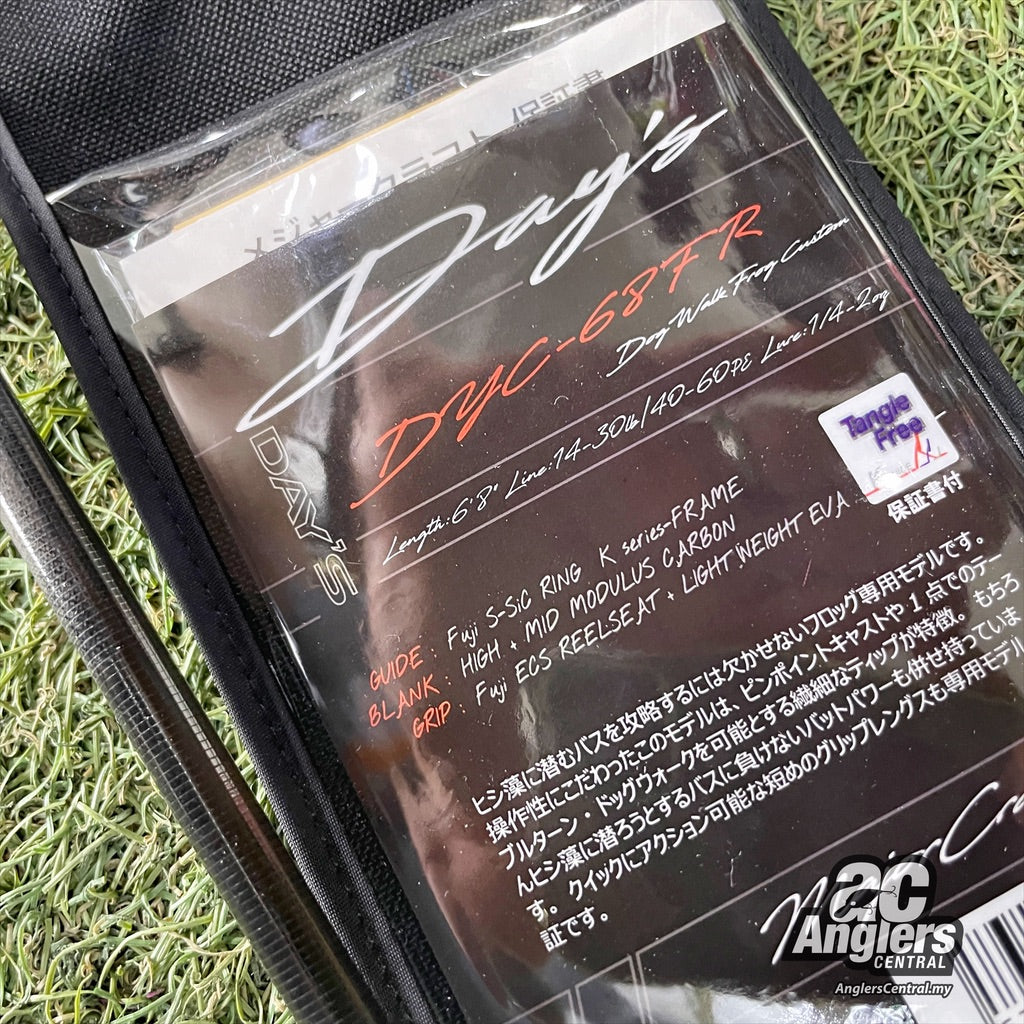 メジャークラフト 保証書
Day's
DAY'S
DYC-68FR
Dog Walk Frog Custom
Length:6'8" Line:14-30lb/40-60PE Lure:1/4-2oz
Tangle
Free
保証書付
GUIDE : Fuji S-SiC RING K series-FRAME
BLANK : HIGH + MID MODULUS CARBON
GRIP : Fuji ECS REELSEAT + LIGHT WEIGHT EVA
ヒシ藻に潜むバスを攻略するには欠かせないフロッグ専用モデルです。
操作性にこだわったこのモデルは、ピンポイントキャストや1点でのテー
ブルターン・ドッグウォークを可能とする繊細なティップが特徴。もちろ
んヒシ藻に潜ろうとするバスに負けないバットパワーも併せ持っていま
す。クイックにアクション可能な短めのグリップレングスも専用モデル
証です。
MajorCra
ac
Anglers
CENTRAL
AnglersCentral.my